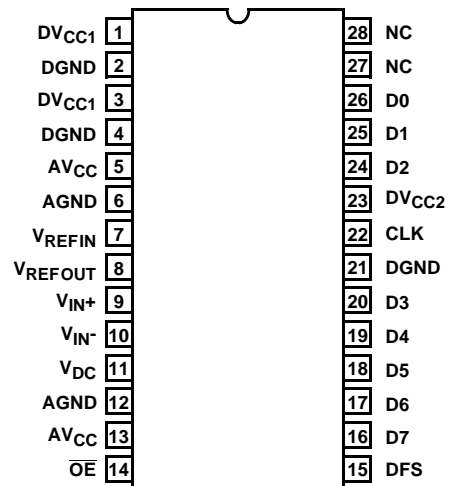 DVCC1 1 28 NC
DGND 2 27 NC
DVCC1 3 26 D0
DGND 4 25 D1
AVCC 5 24 D2
AGND 6 23 DVCC2
VREFIN 7 22 CLK
VREFOUT 8 21 DGND
VIN+ 9 20 D3
VIN- 10 19 D4
VDC 11 18 D5
AGND 12 17 D6
AVCC 13 16 D7
O̅E̅ 14 15 DFS